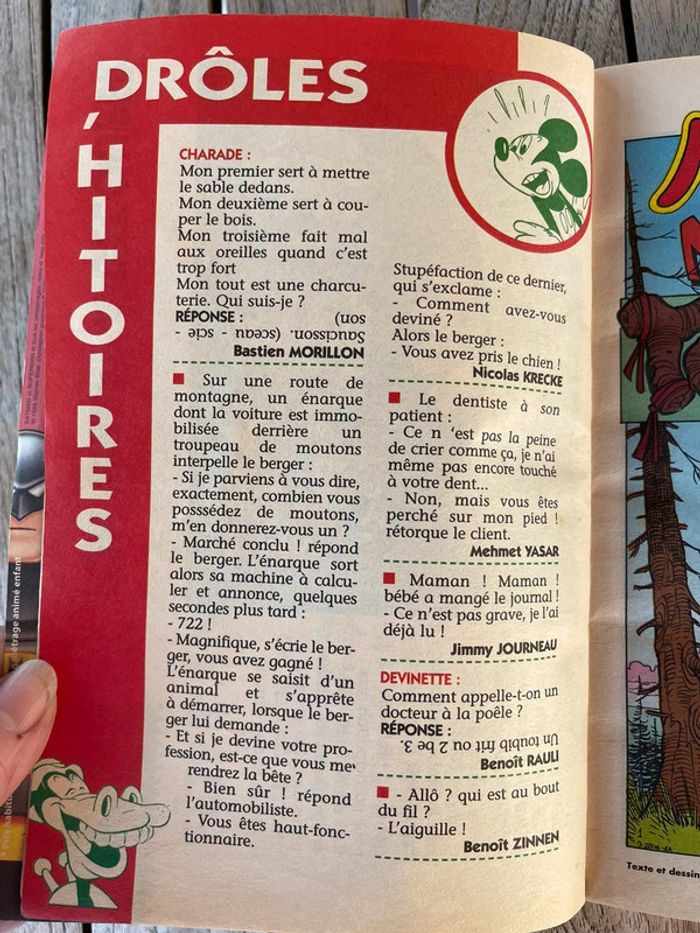 DRÔLES
D'HITOIRES
CHARADE :
Mon premier sert à mettre
le sable dedans.
Mon deuxième sert à cou-
per le bois.
Mon troisième fait mal
aux oreilles quand c'est
trop fort
Mon tout est une charcu-
terie. Qui suis-je ?
RÉPONSE :
Saucisson. (sceau - scie -
son)
Bastien MORILLON
Sur une route de
montagne, un énarque
dont la voiture est immo-
bilisée derrière un
troupeau de moutons
interpelle le berger :
- Si je parviens à vous dire,
exactement, combien vous
posssédez de moutons,
m'en donnerez-vous un ?
- Marché conclu ! répond
le berger. L'énarque sort
alors sa machine à calcu-
ler et annonce, quelques
secondes plus tard :
- 722 !
- Magnifique, s'écrie le ber-
ger, vous avez gagné !
L'énarque se saisit d'un
animal et s'apprête
à démarrer, lorsque le ber-
ger lui demande :
- Et si je devine votre pro-
fession, est-ce que vous me
rendrez la bête ?
- Bien sûr ! répond
l'automobiliste.
- Vous êtes haut-fonc-
tionnaire.
Stupéfaction de ce dernier,
qui s'exclame :
- Comment avez-vous
deviné ?
Alors le berger :
- Vous avez pris le chien !
Nicolas KRECKE
Le dentiste à son
patient :
- Ce n 'est pas la peine
de crier comme ça, je n'ai
même pas encore touché
à votre dent...
- Non, mais vous êtes
perché sur mon pied !
rétorque le client.
Mehmet YASAR
Maman ! Maman !
bébé a mangé le journal !
- Ce n'est pas grave, je l'ai
déjà lu !
Jimmy JOURNEAU
DEVINETTE :
Comment appelle-t-on un
docteur à la poêle ?
RÉPONSE :
Un toubib frit on 2 be 3.
Benoît RAULI
- Allô ? qui est au bout
du fil ?
- L'aiguille !
Benoît ZINNEN
Texte et dessin